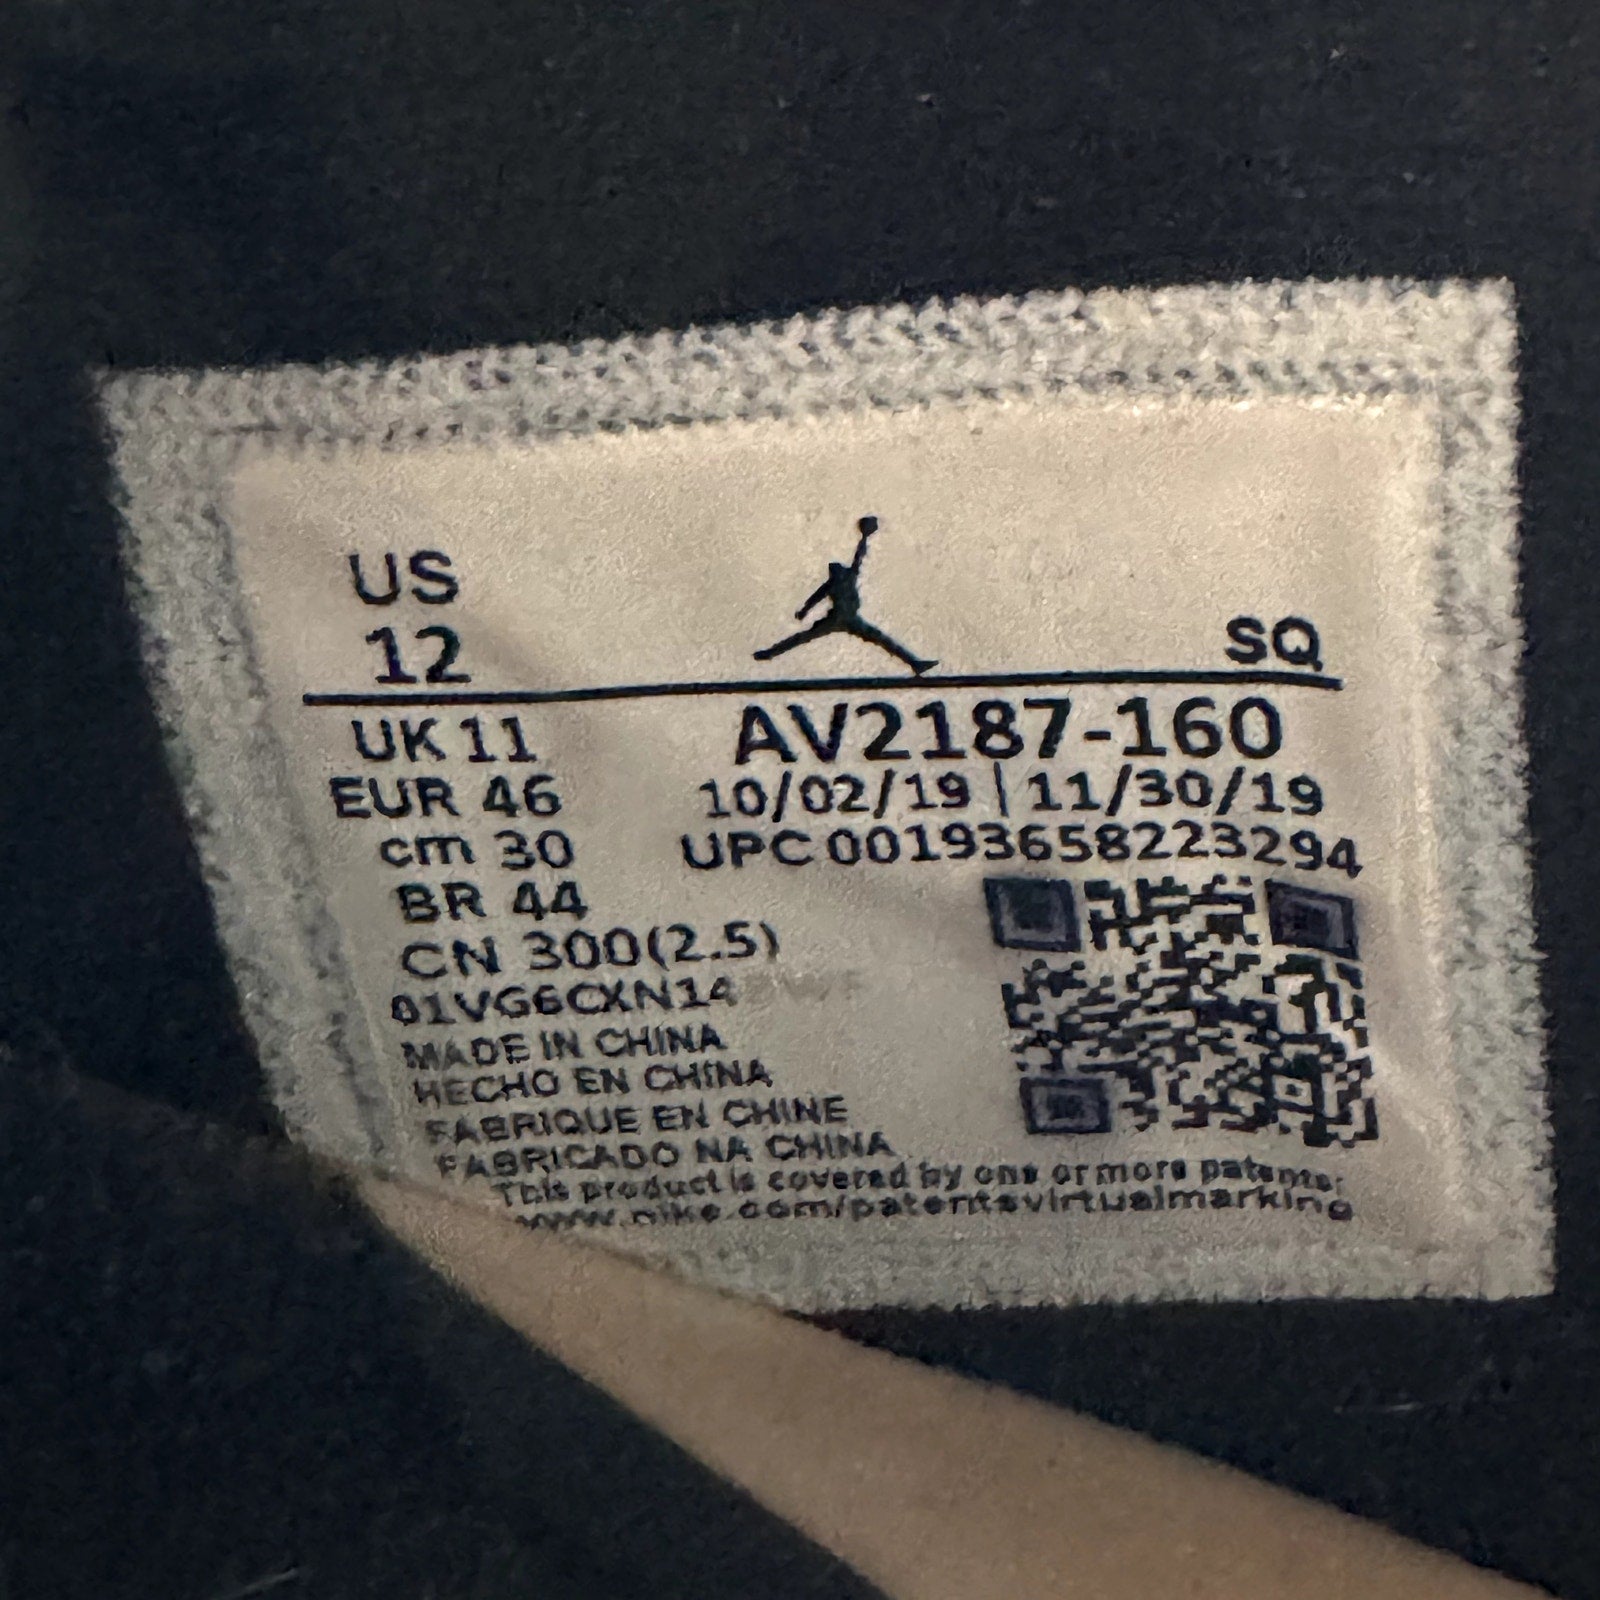 US
12
SQ
UK 11
AV2187-160
EUR 46
10/02/19 | 11/30/19
cm 30
UPC 00193658223294
BR 44
CN 300(2.5)
01VG6CXN14
MADE IN CHINA
HECHO EN CHINA
FABRIQUE EN CHINE
FABRICADO NA CHINA
This product is covered by one or more patents:
www.nike.com/patentsvirtualmarking